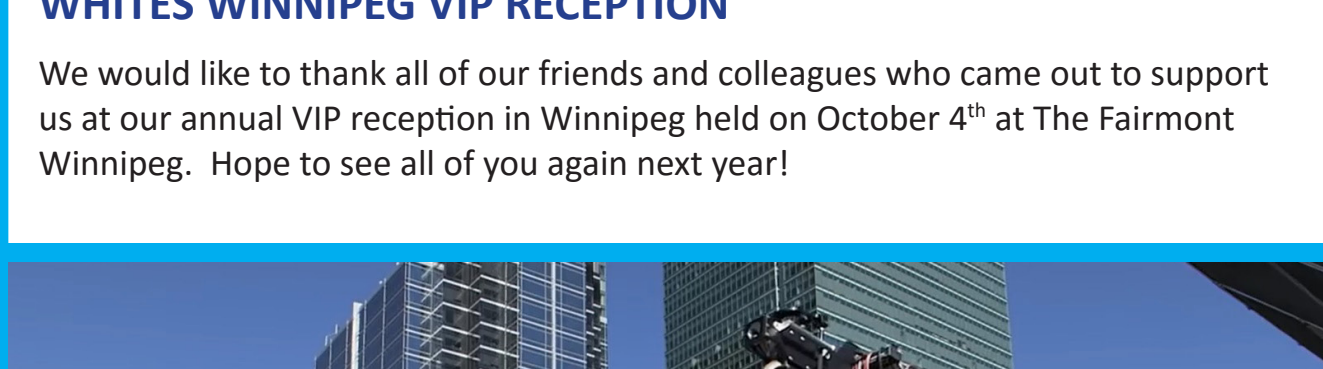 WHITES WINNIPEG VIP RECEPTION
We would like to thank all of our friends and colleagues who came out to support
us at our annual VIP reception in Winnipeg held on October 4th at The Fairmont
Winnipeg.  Hope to see all of you again next year!